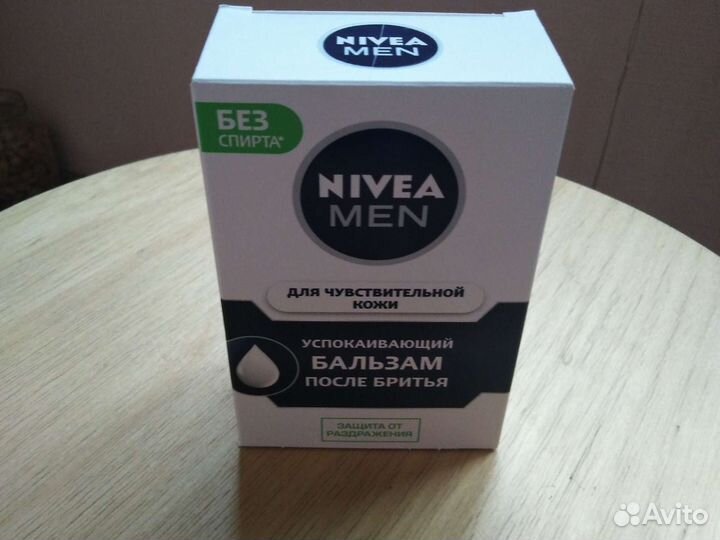 NIVEA
MEN
БЕЗ
СПИРТА*
NIVEA
MEN
ДЛЯ ЧУВСТВИТЕЛЬНОЙ
КОЖИ
УСПОКАИВАЮЩИЙ
БАЛЬЗАМ
ПОСЛЕ БРИТЬЯ
ЗАЩИТА ОТ
РАЗДРАЖЕНИЯ
Avito